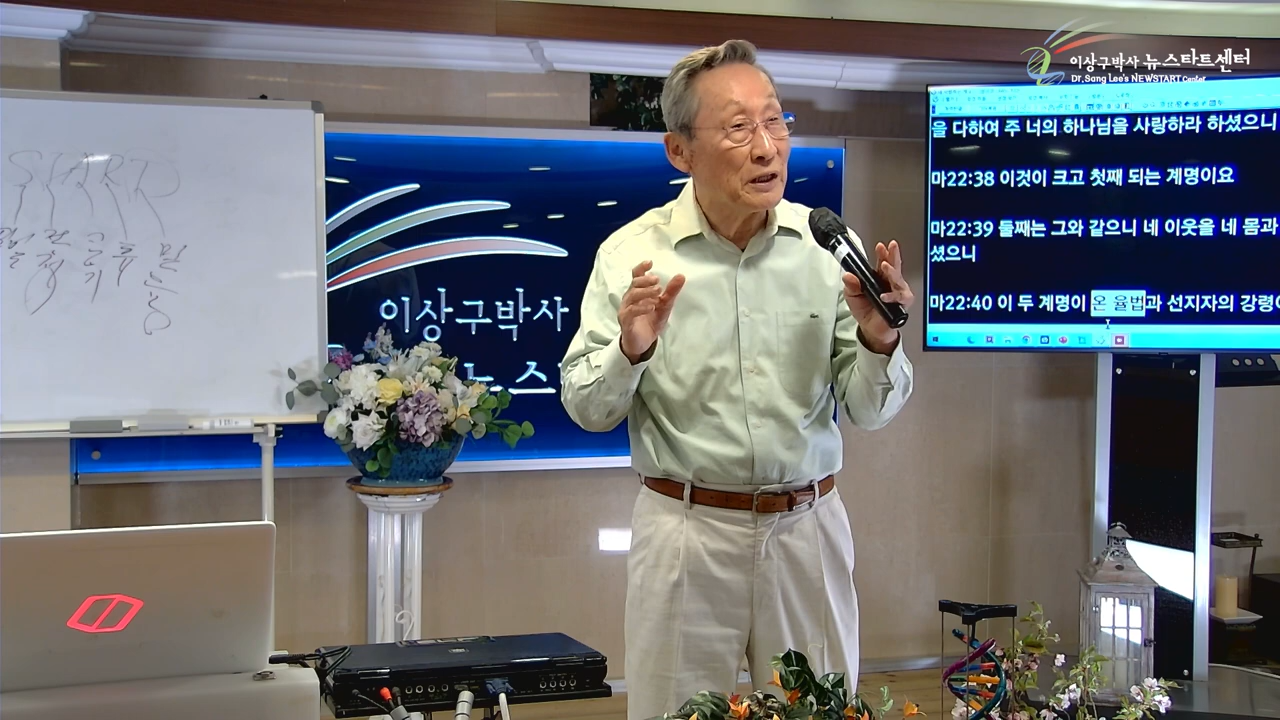 이상구박사 뉴스타트센터
Dr. Sang Lee's NEWSTART Center
을 다하여 주 너의 하나님을 사랑하라 하셨으니
마22:38 이것이 크고 첫째 되는 계명이요
마22:39 둘째는 그와 같으니 네 이웃을 네 몸과
셨으니
마22:40 이 두 계명이 온 율법과 선지자의 강령이
START
이상구박사
뉴스